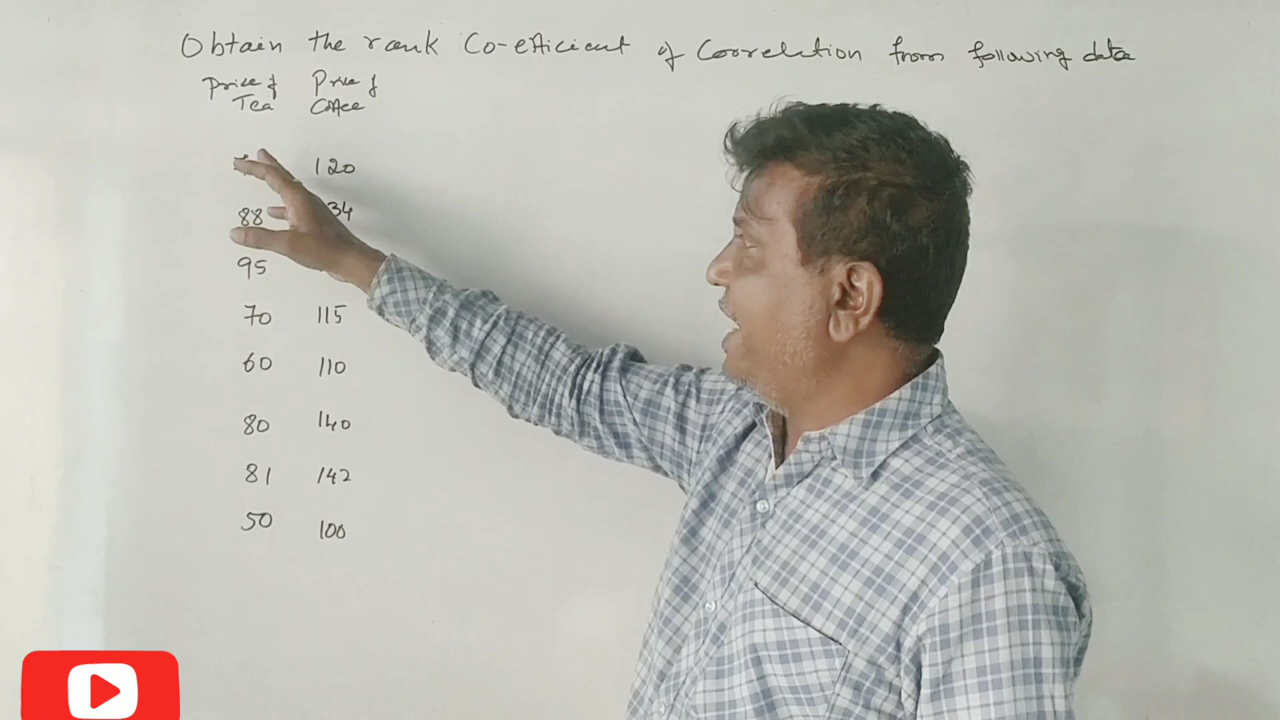 Obtain the rank Co-efficient of Correlation from following data
Price of Price of
Tea Coffee
120
88 34
95
70 115
60 110
80 140
81 142
50 100